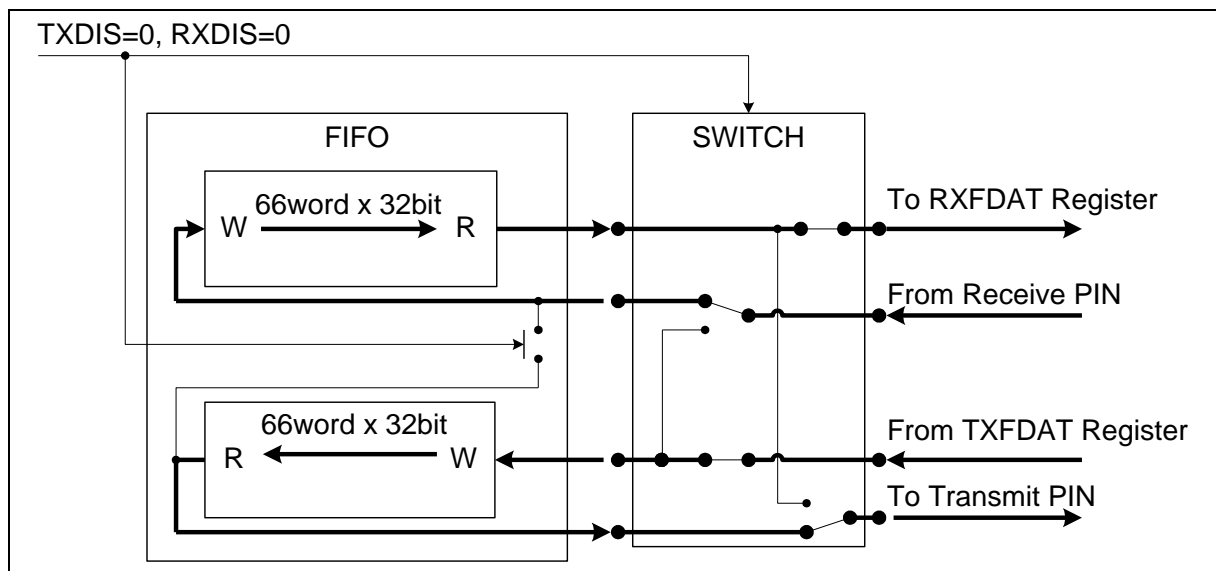 TXDIS=0, RXDIS=0
FIFO
SWITCH
66word x 32bit
W
R
To RXFDAT Register
From Receive PIN
66word x 32bit
R
W
From TXFDAT Register
To Transmit PIN